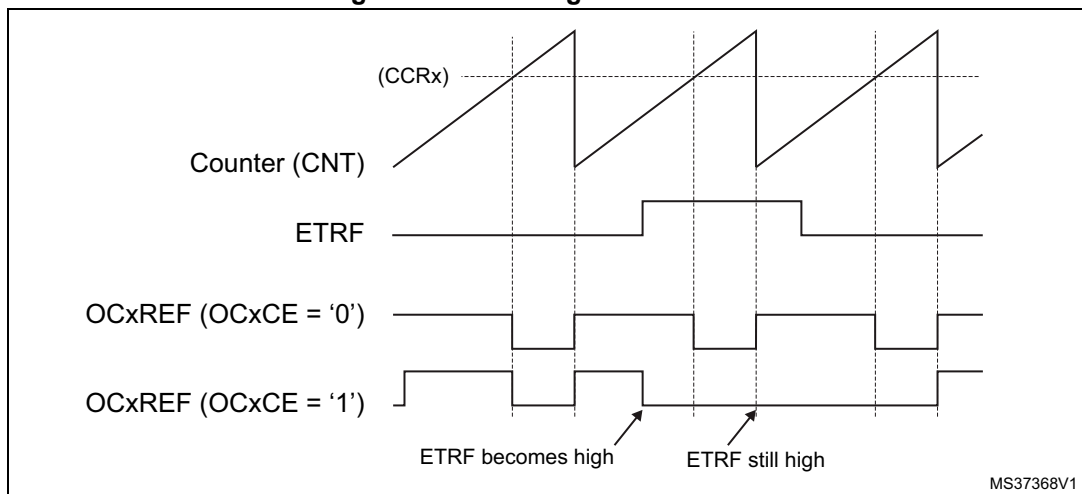 (CCRx)
Counter (CNT)
ETRF
OCxREF (OCxCE = ‘0’)
OCxREF (OCxCE = ‘1’)
ETRF becomes high
ETRF still high
MS37368V1